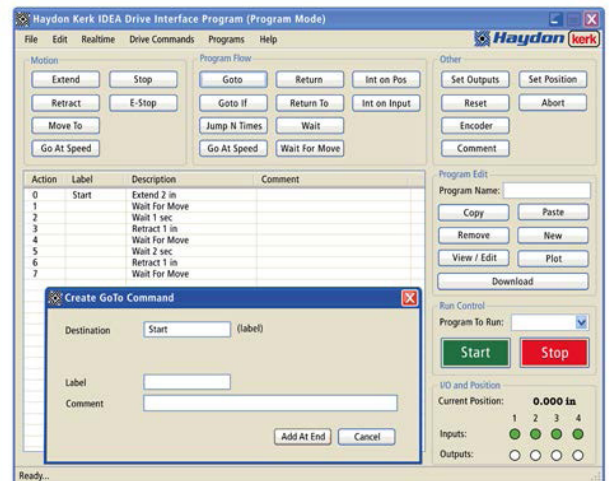 Haydon Kerk IDEA Drive Interface Program (Program Mode)
File Edit Realtime Drive Commands Programs Help
Haydon kerk
Motion
Extend Stop
Retract E-Stop
Move To
Go At Speed
Program Flow
Goto Return Int on Pos
Goto If Return To Int on Input
Jump N Times Wait
Go At Speed Wait For Move
Other
Set Outputs Set Position
Reset Abort
Encoder
Comment
Action Label Description Comment
0 Start Extend 2 in
1 Wait For Move
2 Wait 1 sec
3 Retract 1 in
4 Wait For Move
5 Wait 2 sec
6 Retract 1 in
7 Wait For Move
Program Edit
Program Name:
Copy Paste
Remove New
View / Edit Plot
Download
Run Control
Program To Run:
Start Stop
I/O and Position
Current Position: 0.000 in
1 2 3 4
Inputs:
Outputs:
Create GoTo Command
Destination Start (label)
Label
Comment
Add At End Cancel
Ready...